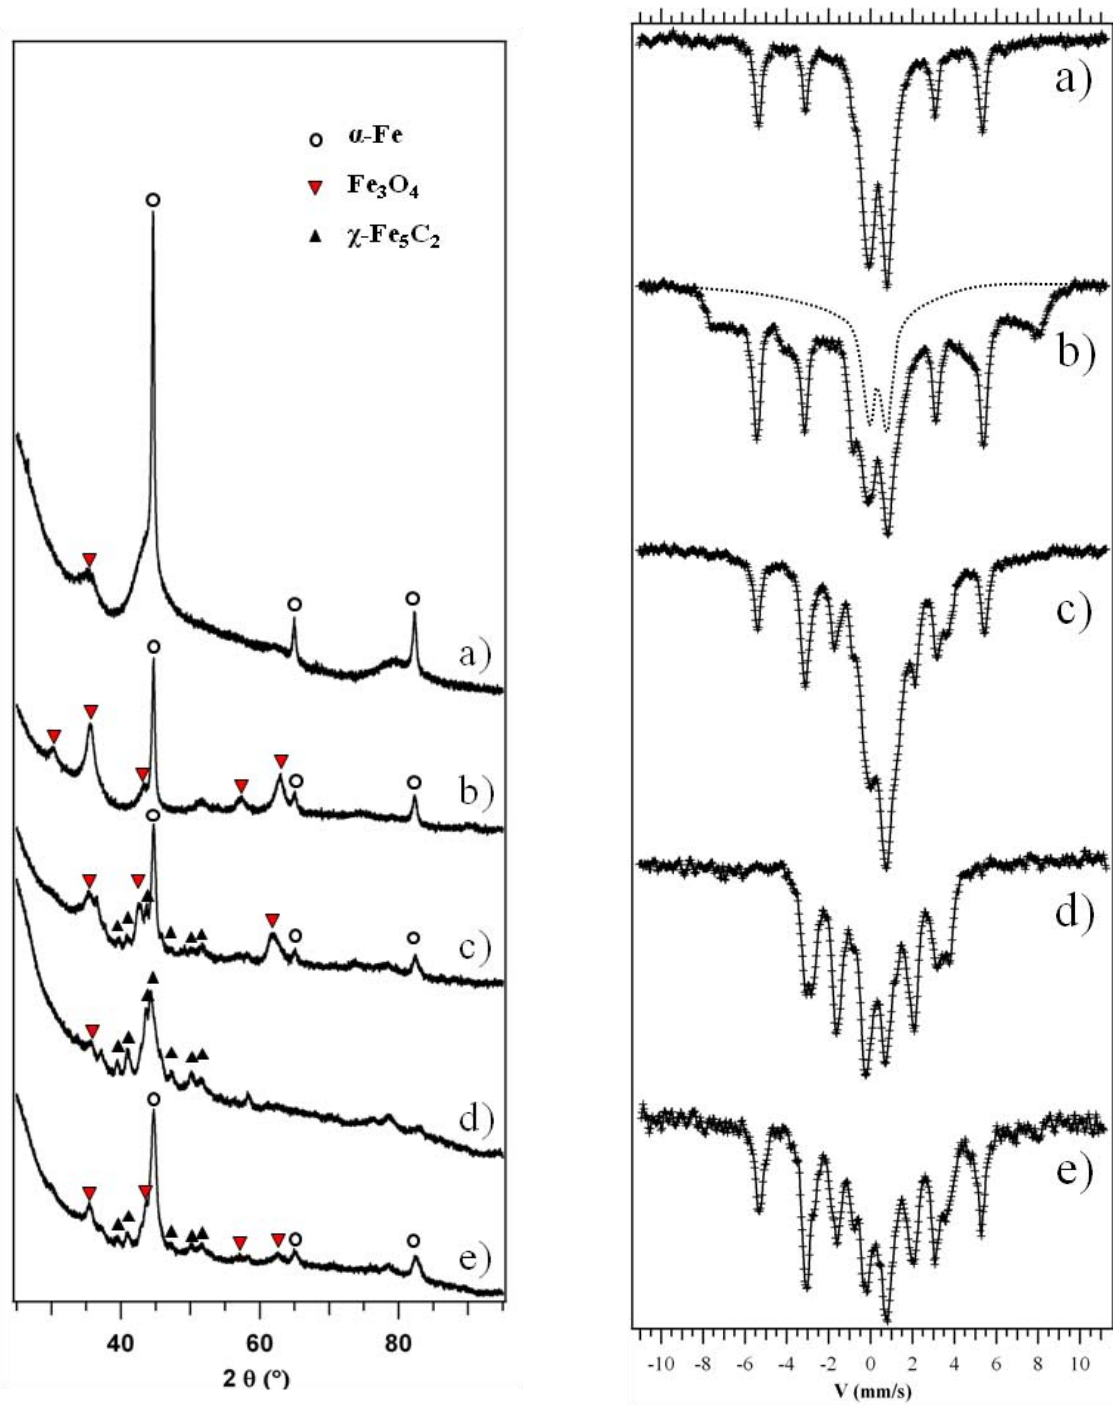 α-Fe
Fe₃O₄
χ-Fe₅C₂
a)
b)
c)
d)
e)
40 60 80
2 θ (°)
a)
b)
c)
d)
e)
-10 -8 -6 -4 -2 0 2 4 6 8 10
V (mm/s)